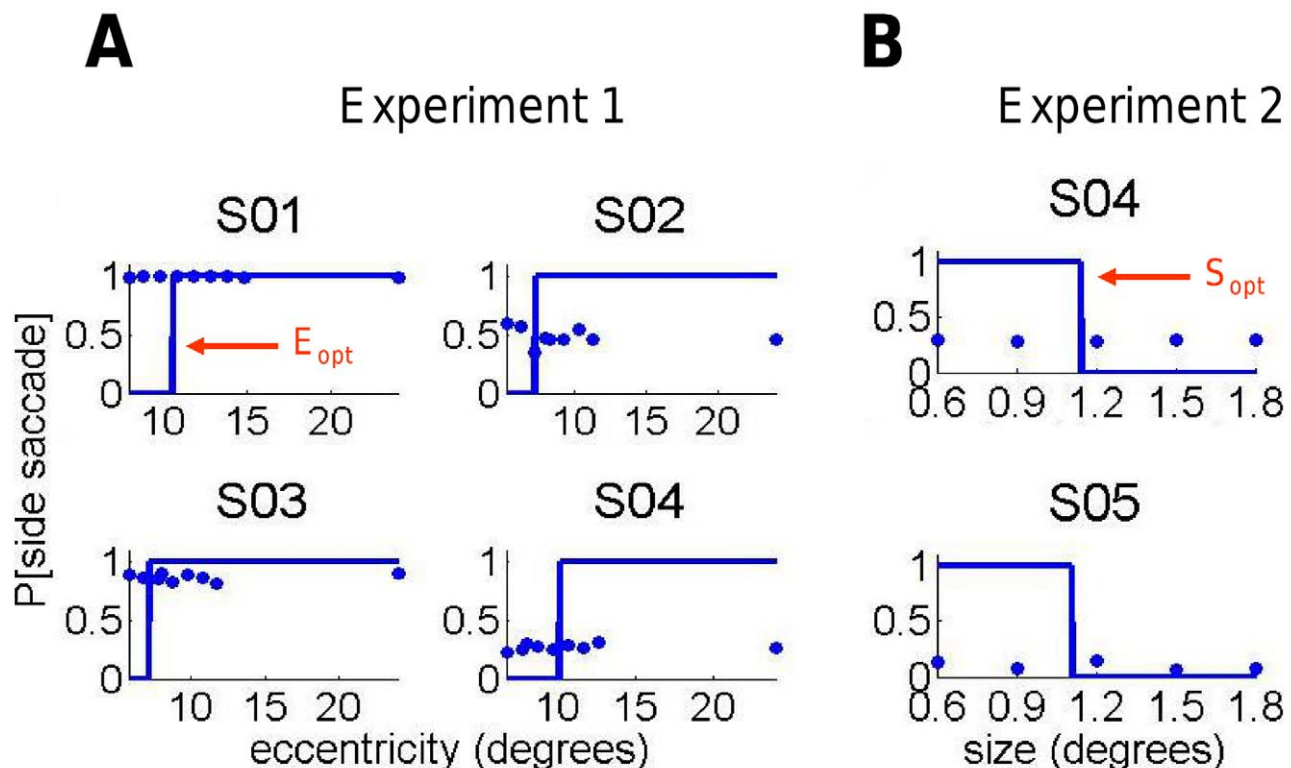 A
B
Experiment 1
Experiment 2
S01
S02
S04
1
0.5
0
10 15 20
E opt
1
0.5
0
10 15 20
1
0.5
0
0.6 0.9 1.2 1.5 1.8
S opt
P[side saccade]
S03
S04
S05
1
0.5
0
10 15 20
1
0.5
0
10 15 20
1
0.5
0
0.6 0.9 1.2 1.5 1.8
eccentricity (degrees)
size (degrees)